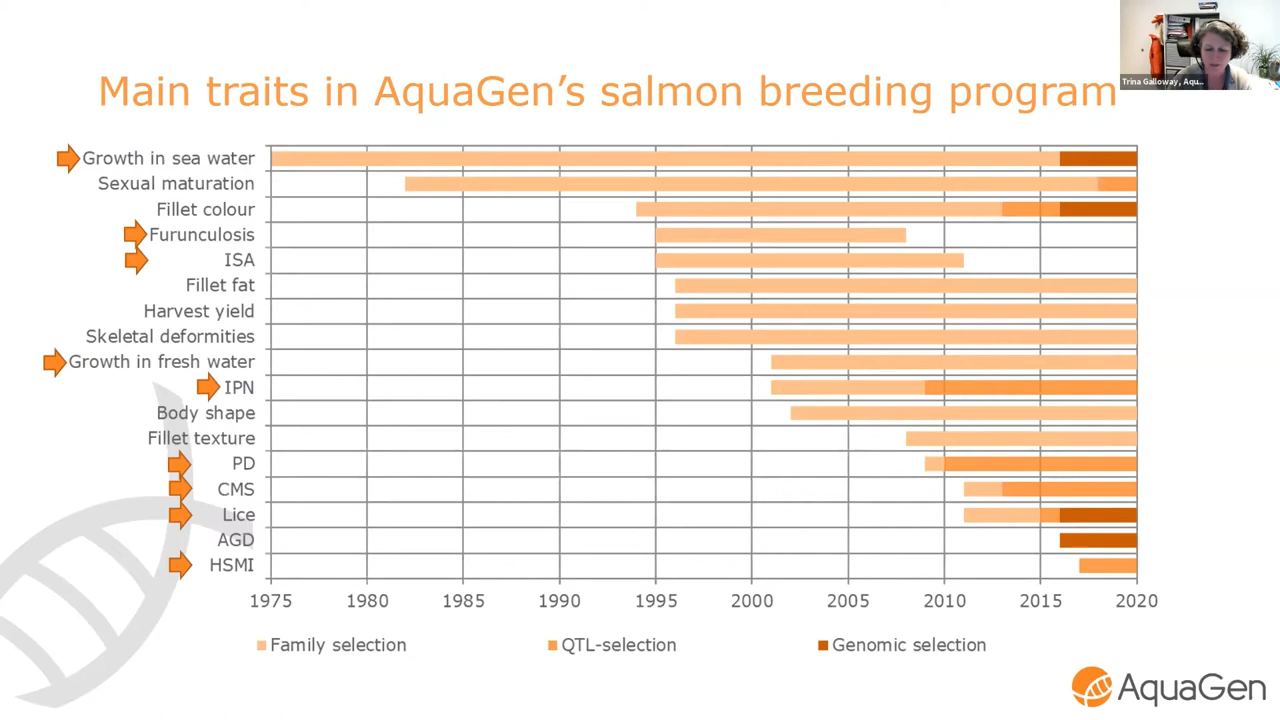 Trina Galloway, Aqu...
Main traits in AquaGen's salmon breeding program
Growth in sea water
Sexual maturation
Fillet colour
Furunculosis
ISA
Fillet fat
Harvest yield
Skeletal deformities
Growth in fresh water
IPN
Body shape
Fillet texture
PD
CMS
Lice
AGD
HSMI
1975 1980 1985 1990 1995 2000 2005 2010 2015 2020
Family selection QTL-selection Genomic selection
AquaGen